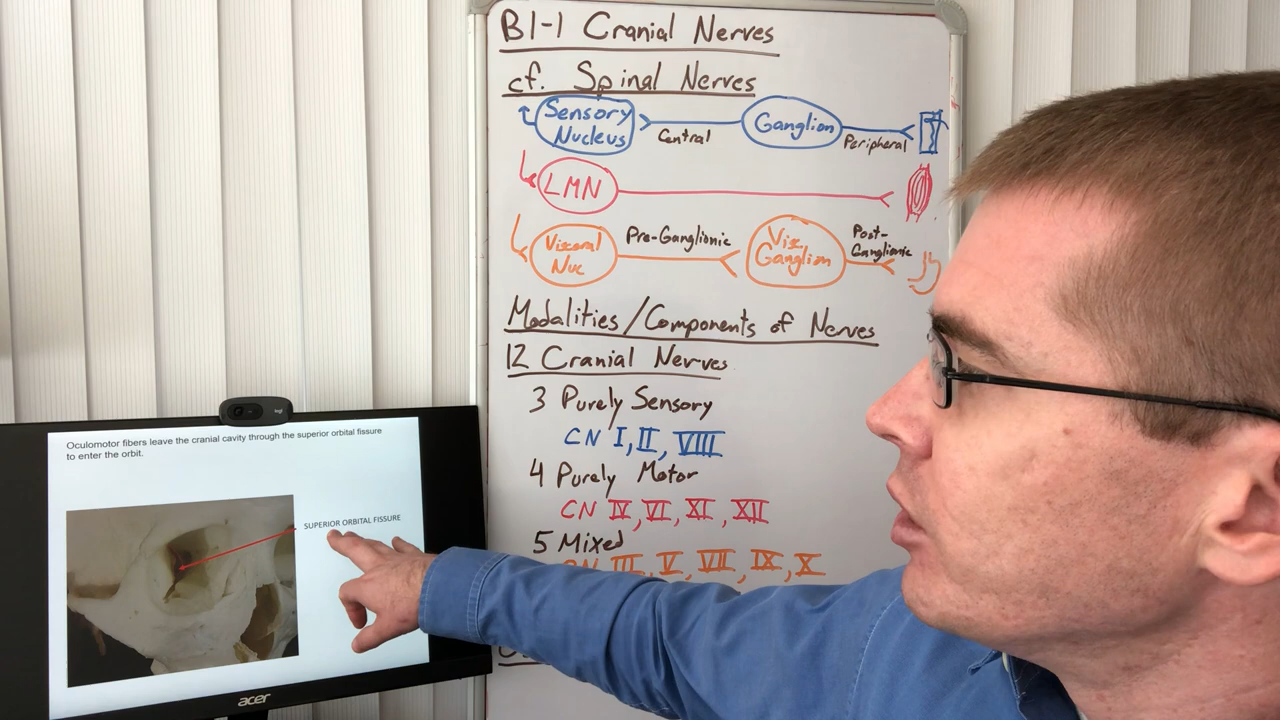 B1-1 Cranial Nerves
cf. Spinal Nerves
Sensory
Nucleus
Central
Ganglion
Peripheral
LMN
Visceral
Nuc
Pre-Ganglionic
Visc.
Ganglion
Post-
Ganglionic
Modalities/Components of Nerves
12 Cranial Nerves
3 Purely Sensory
CN I, II, VIII
4 Purely Motor
CN IV, VI, XI, XII
5 Mixed
CN III, V, VII, IX, X
Oculomotor fibers leave the cranial cavity through the superior orbital fissure
to enter the orbit.
SUPERIOR ORBITAL FISSURE
acer
logi